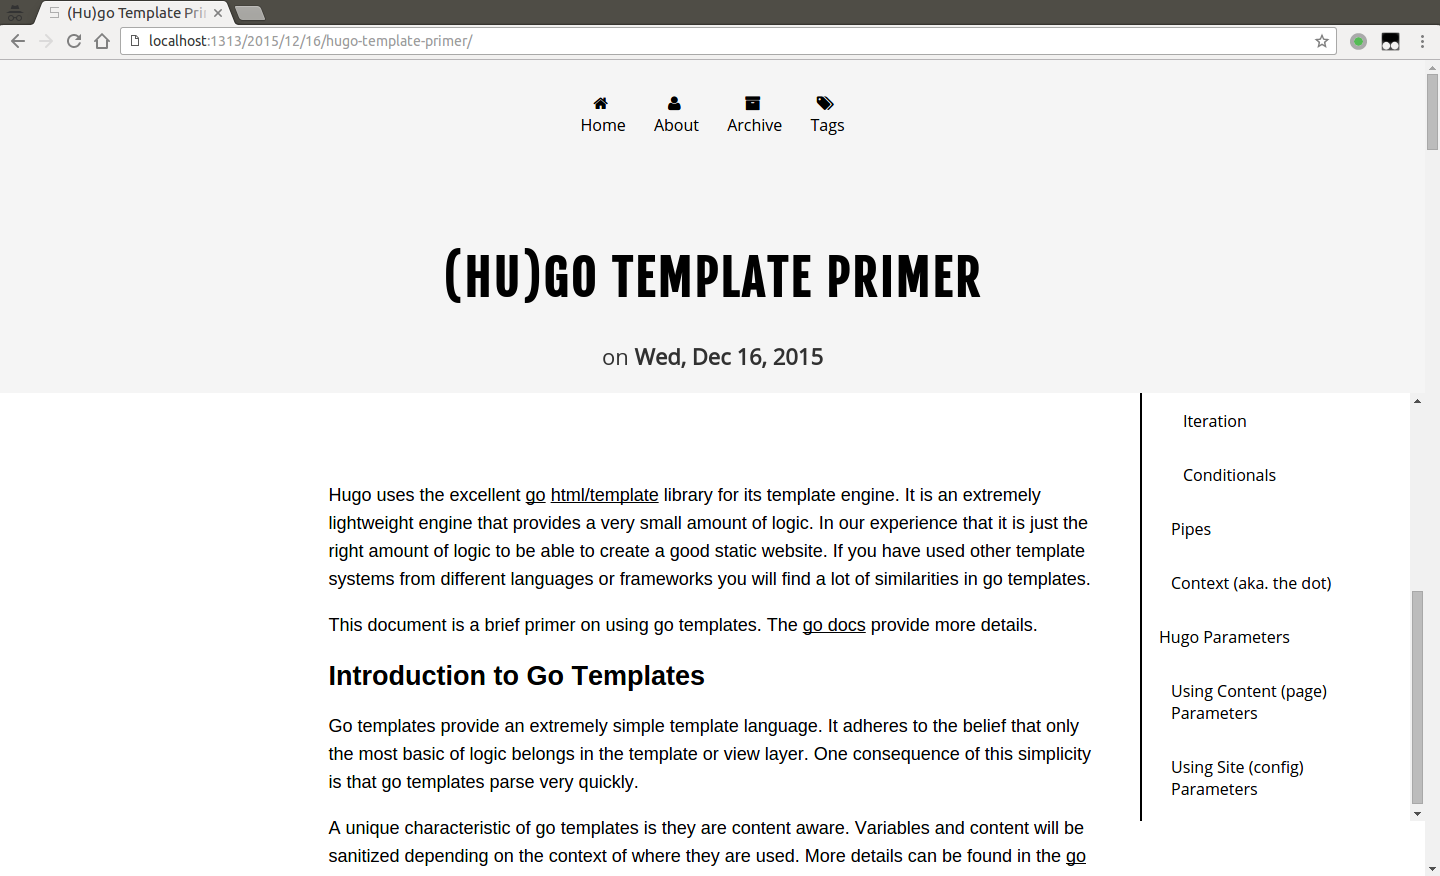 (Hu)go Template Pri
localhost:1313/2015/12/16/hugo-template-primer/
Home About Archive Tags
(HU)GO TEMPLATE PRIMER
on Wed, Dec 16, 2015
Hugo uses the excellent go html/template library for its template engine. It is an extremely
lightweight engine that provides a very small amount of logic. In our experience that it is just the
right amount of logic to be able to create a good static website. If you have used other template
systems from different languages or frameworks you will find a lot of similarities in go templates.
This document is a brief primer on using go templates. The go docs provide more details.
Introduction to Go Templates
Go templates provide an extremely simple template language. It adheres to the belief that only
the most basic of logic belongs in the template or view layer. One consequence of this simplicity
is that go templates parse very quickly.
A unique characteristic of go templates is they are content aware. Variables and content will be
sanitized depending on the context of where they are used. More details can be found in the go
Iteration
Conditionals
Pipes
Context (aka. the dot)
Hugo Parameters
Using Content (page)
Parameters
Using Site (config)
Parameters